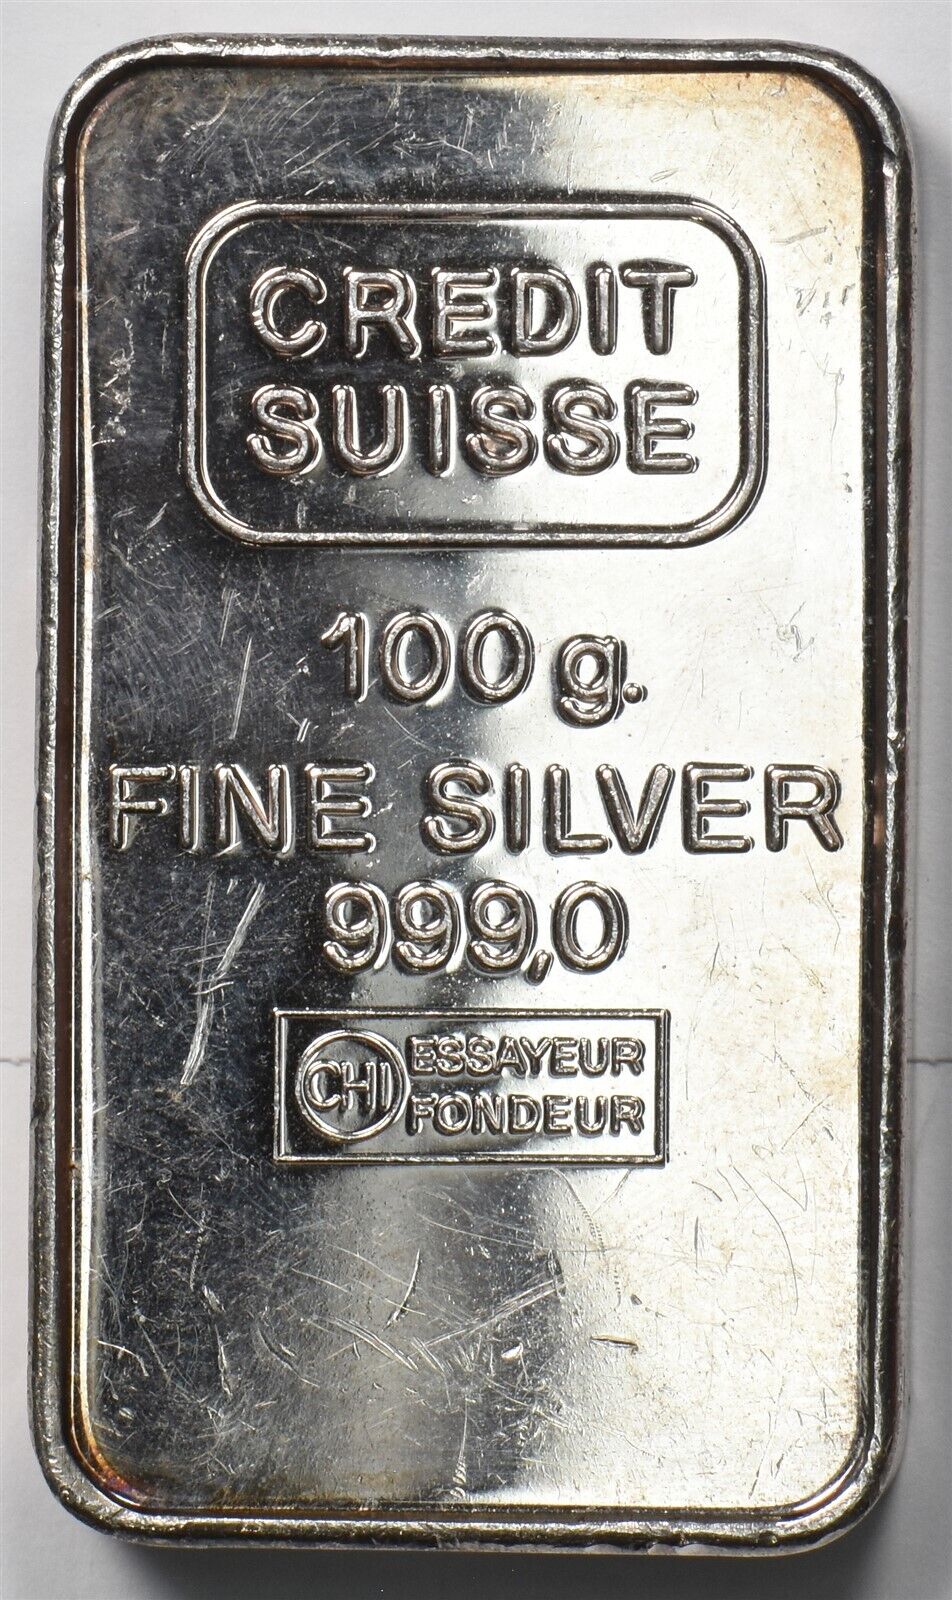 CREDIT
SUISSE
100 g.
FINE SILVER
999,0
CHI ESSAYEUR
FONDEUR